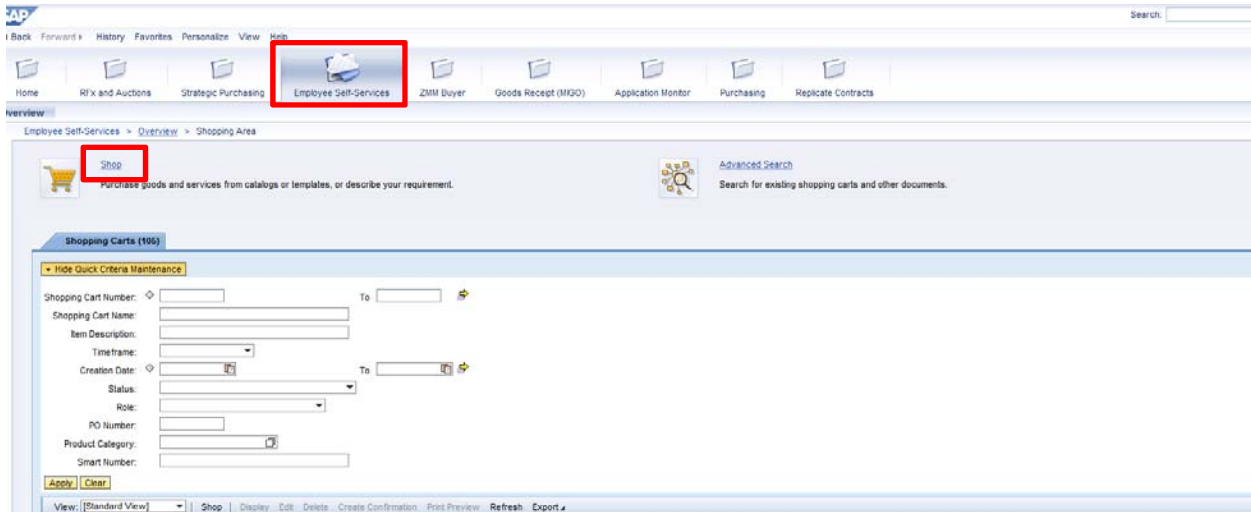 SAP
Search:
Back Forward History Favorites Personalize View Help
Home RFx and Auctions Strategic Purchasing Employee Self-Services ZMM Buyer Goods Receipt (MIGO) Application Monitor Purchasing Replicate Contracts
Overview
Employee Self-Services > Overview > Shopping Area
Shop Advanced Search
Purchase goods and services from catalogs or templates, or describe your requirement. Search for existing shopping carts and other documents.
Shopping Carts (105)
Hide Quick Criteria Maintenance
Shopping Cart Number: To
Shopping Cart Name:
Item Description:
Timeframe:
Creation Date: To
Status:
Role:
PO Number:
Product Category:
Smart Number:
Apply Clear
View: [Standard View] | Shop | Display Edit Delete Create Confirmation Print Preview Refresh Export